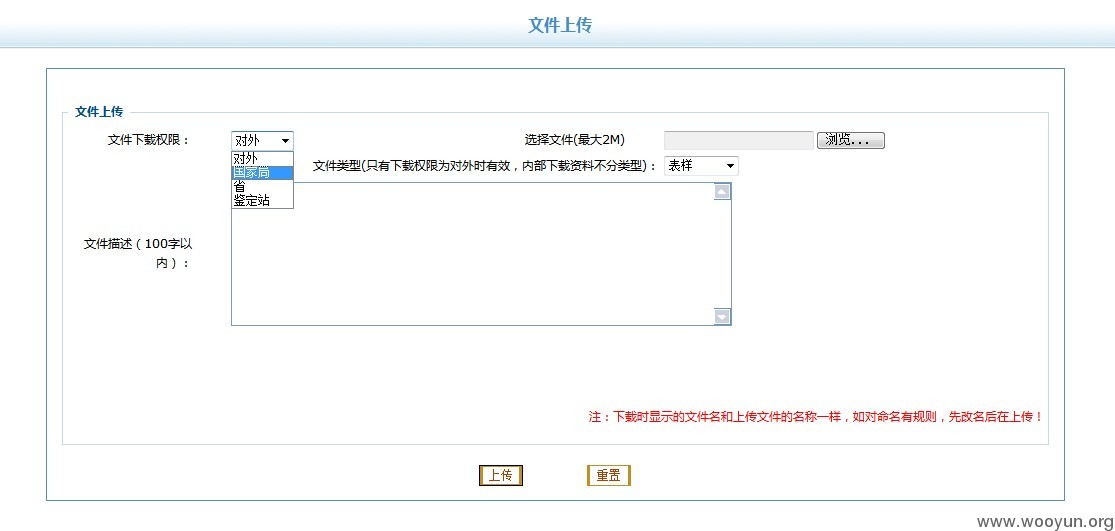 文件上传
文件上传
文件下载权限：
对外
选择文件(最大2M)
浏览...
对外
国家局
省
鉴定站
文件类型(只有下载权限为对外时有效，内部下载资料不分类型)：
表样
文件描述（100字以
内）：
注：下载时显示的文件名和上传文件的名称一样，如对命名有规则，先改名后在上传！
上传
重置
www.wooyun.org